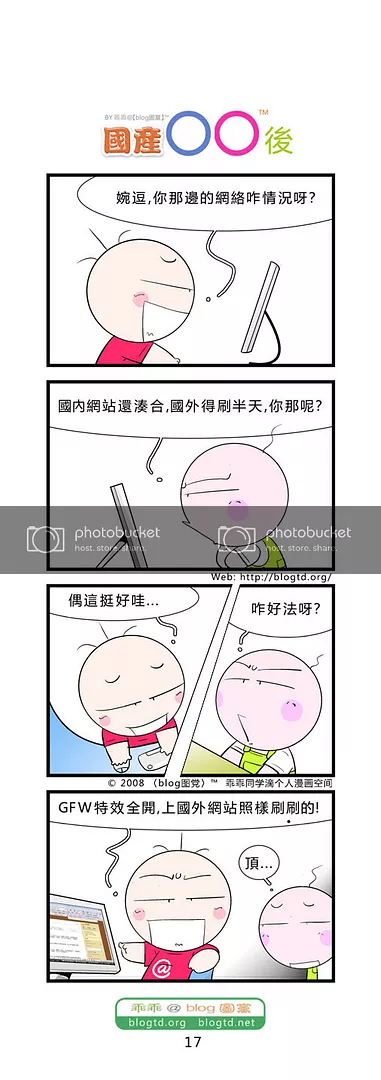 BY 乖乖@【blog圖黨】™
國產〇〇後™
婉逗,你那邊的網絡咋情況呀?
國內網站還湊合,國外得刷半天,你那呢?
photobucket
host. store. share.
photobucket
host. store. share.
Web: http://blogtd.org/
偶這挺好哇...
咋好法呀?
© 2008 〈blog图党〉™ 乖乖同学滴个人漫画空间
GFW特效全開,上國外網站照樣刷刷的!
頂...
@
乖乖 @ blog 圖黨
blogtd.org blogtd.net
17